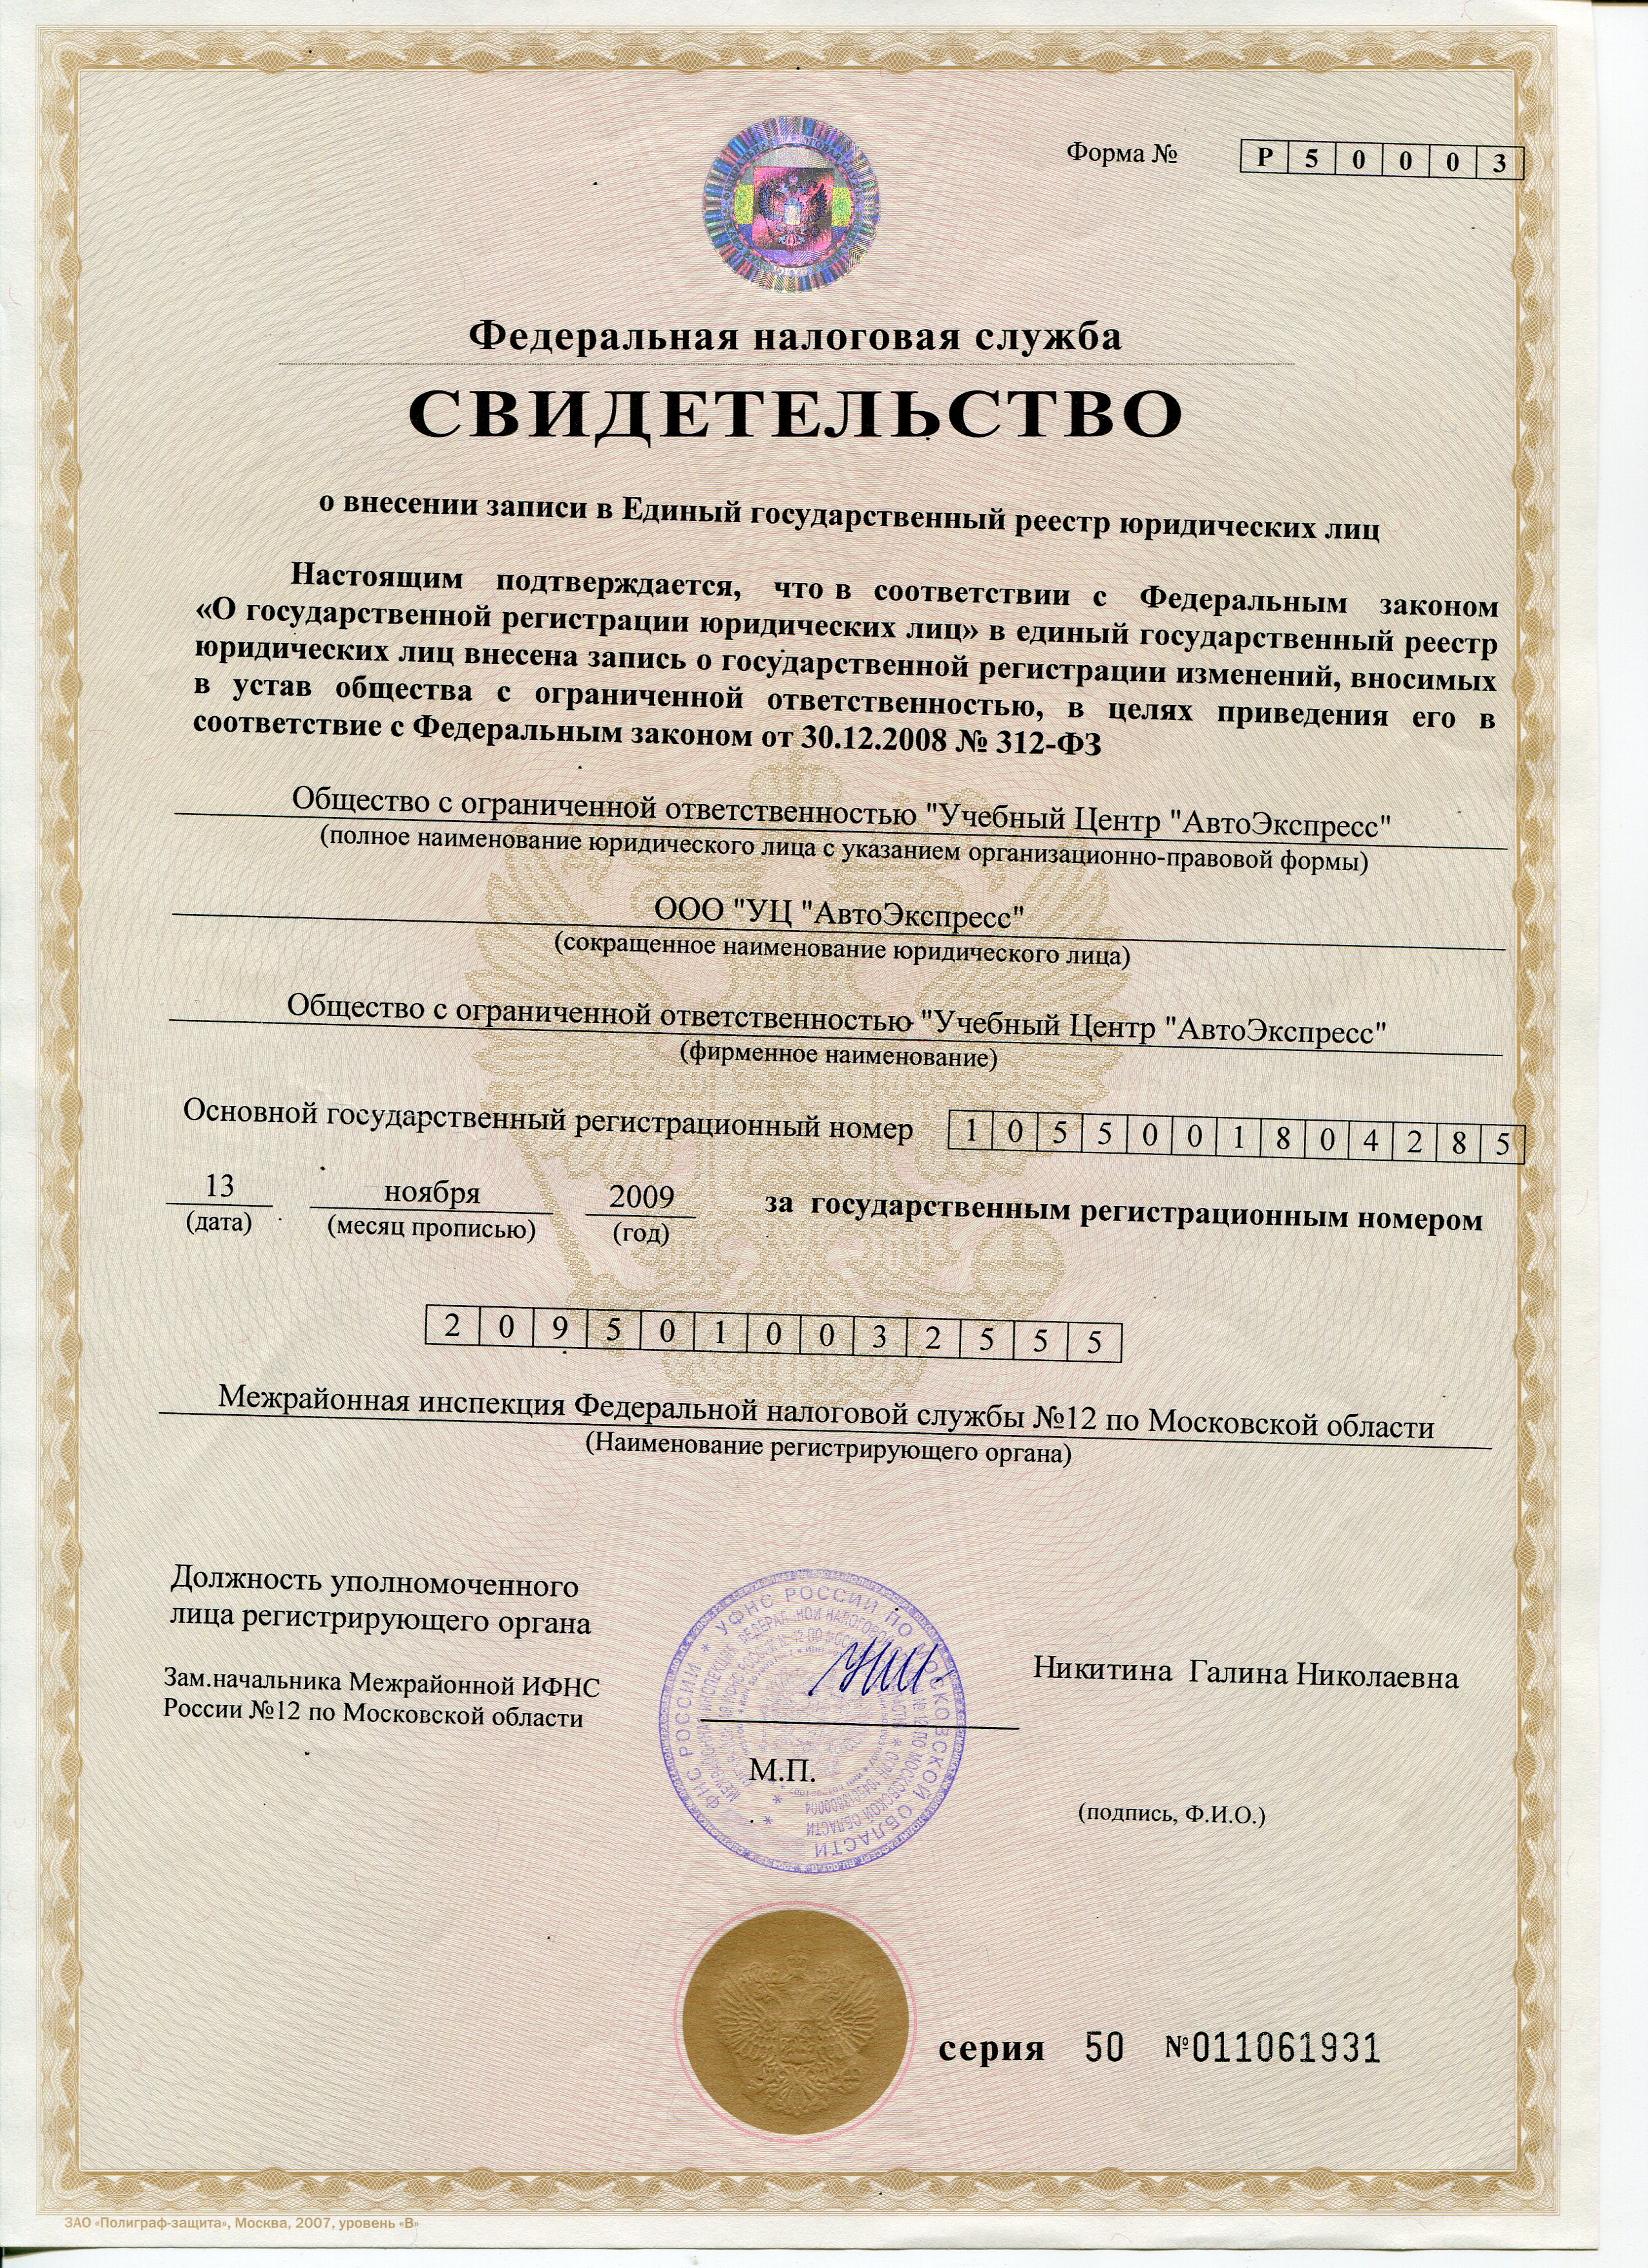 Форма № Р 5 0 0 0 3
Федеральная налоговая служба
СВИДЕТЕЛЬСТВО
о внесении записи в Единый государственный реестр юридических лиц
Настоящим подтверждается, что в соответствии с Федеральным законом
«О государственной регистрации юридических лиц» в единый государственный реестр
юридических лиц внесена запись о государственной регистрации изменений, вносимых
в устав общества с ограниченной ответственностью, в целях приведения его в
соответствие с Федеральным законом от 30.12.2008 № 312-ФЗ
Общество с ограниченной ответственностью "Учебный Центр "АвтоЭкспресс"
(полное наименование юридического лица с указанием организационно-правовой формы)
ООО "УЦ "АвтоЭкспресс"
(сокращенное наименование юридического лица)
Общество с ограниченной ответственностью "Учебный Центр "АвтоЭкспресс"
(фирменное наименование)
Основной государственный регистрационный номер 1 0 5 5 0 0 1 8 0 4 2 8 5
13 ноября 2009 за государственным регистрационным номером
(дата) (месяц прописью) (год)
2 0 9 5 0 1 0 0 3 2 5 5 5
Межрайонная инспекция Федеральной налоговой службы №12 по Московской области
(Наименование регистрирующего органа)
Должность уполномоченного
лица регистрирующего органа
Зам.начальника Межрайонной ИФНС
России №12 по Московской области
Никитина Галина Николаевна
М.П.
(подпись, Ф.И.О.)
ФНС РОССИИ * УФНС РОССИИ ПО МОСКОВСКОЙ ОБЛАСТИ
серия 50 №011061931
ЗАО «Полиграф-защита», Москва, 2007, уровень «В»